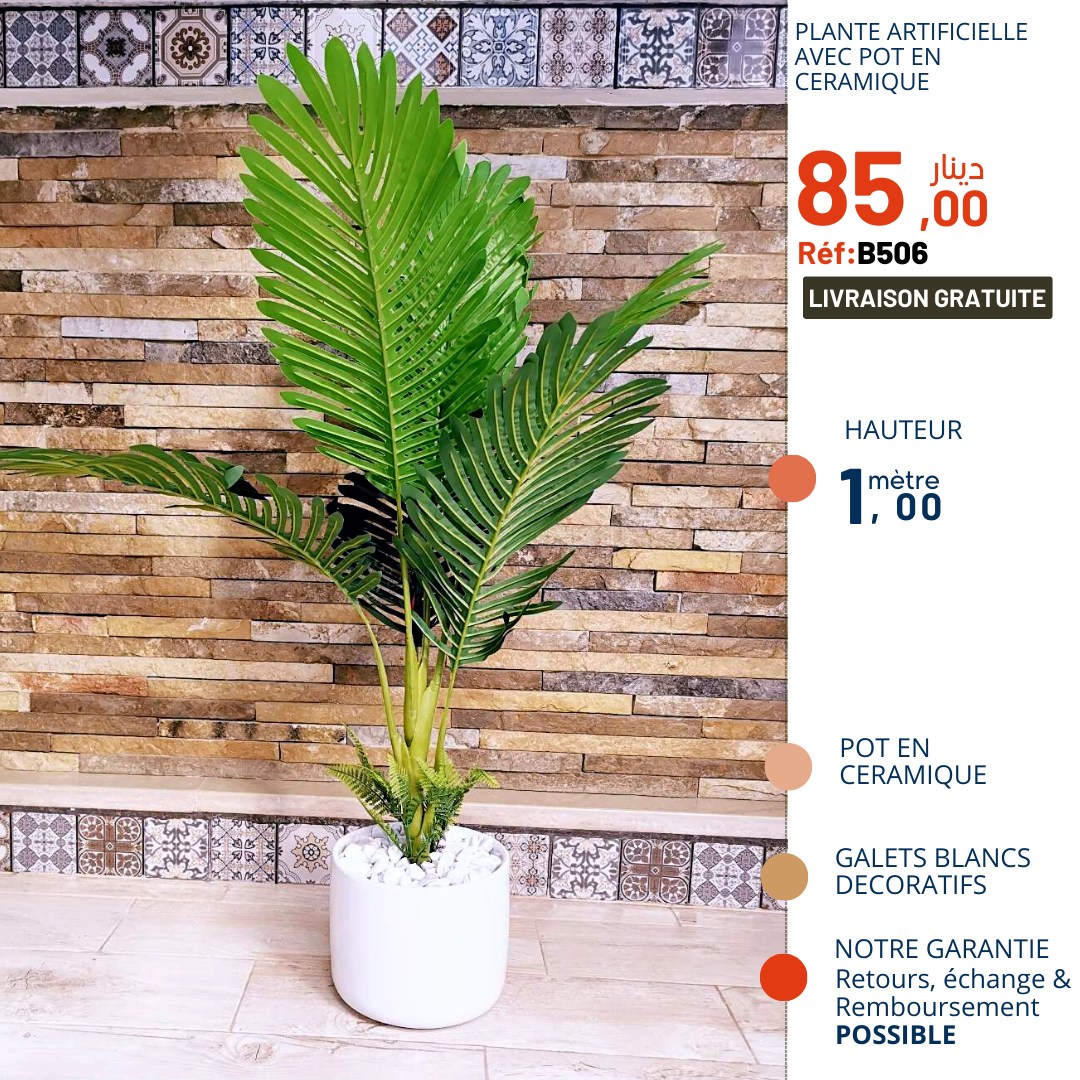 PLANTE ARTIFICIELLE
AVEC POT EN
CERAMIQUE
85,00 دينار
Réf:B506
LIVRAISON GRATUITE
HAUTEUR
1,00 mètre
POT EN
CERAMIQUE
GALETS BLANCS
DECORATIFS
NOTRE GARANTIE
Retours, échange &
Remboursement
POSSIBLE